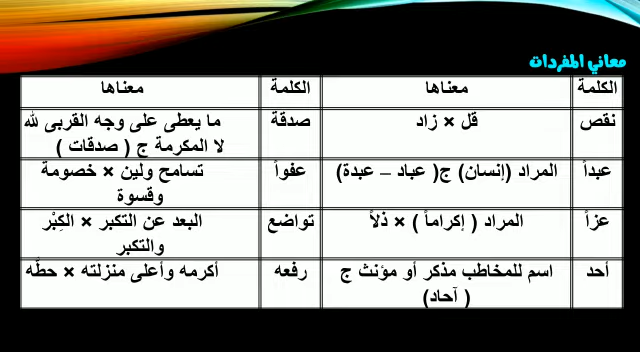 معاني المفردات
الكلمة معناها الكلمة معناها
نقص قل × زاد صدقة ما يعطى على وجه القربى لله
لا المكرمة ج ( صدقات )
عبداً المراد (إنسان) ج( عباد – عبدة) عفواً تسامح ولين × خصومة
وقسوة
عزاً المراد ( إكراماً ) × ذلاً تواضع البعد عن التكبر × الكِبْر
والتكبر
أحد اسم للمخاطب مذكر أو مؤنث ج
( آحاد) رفعه أكرمه وأعلى منزلته × حطَّه